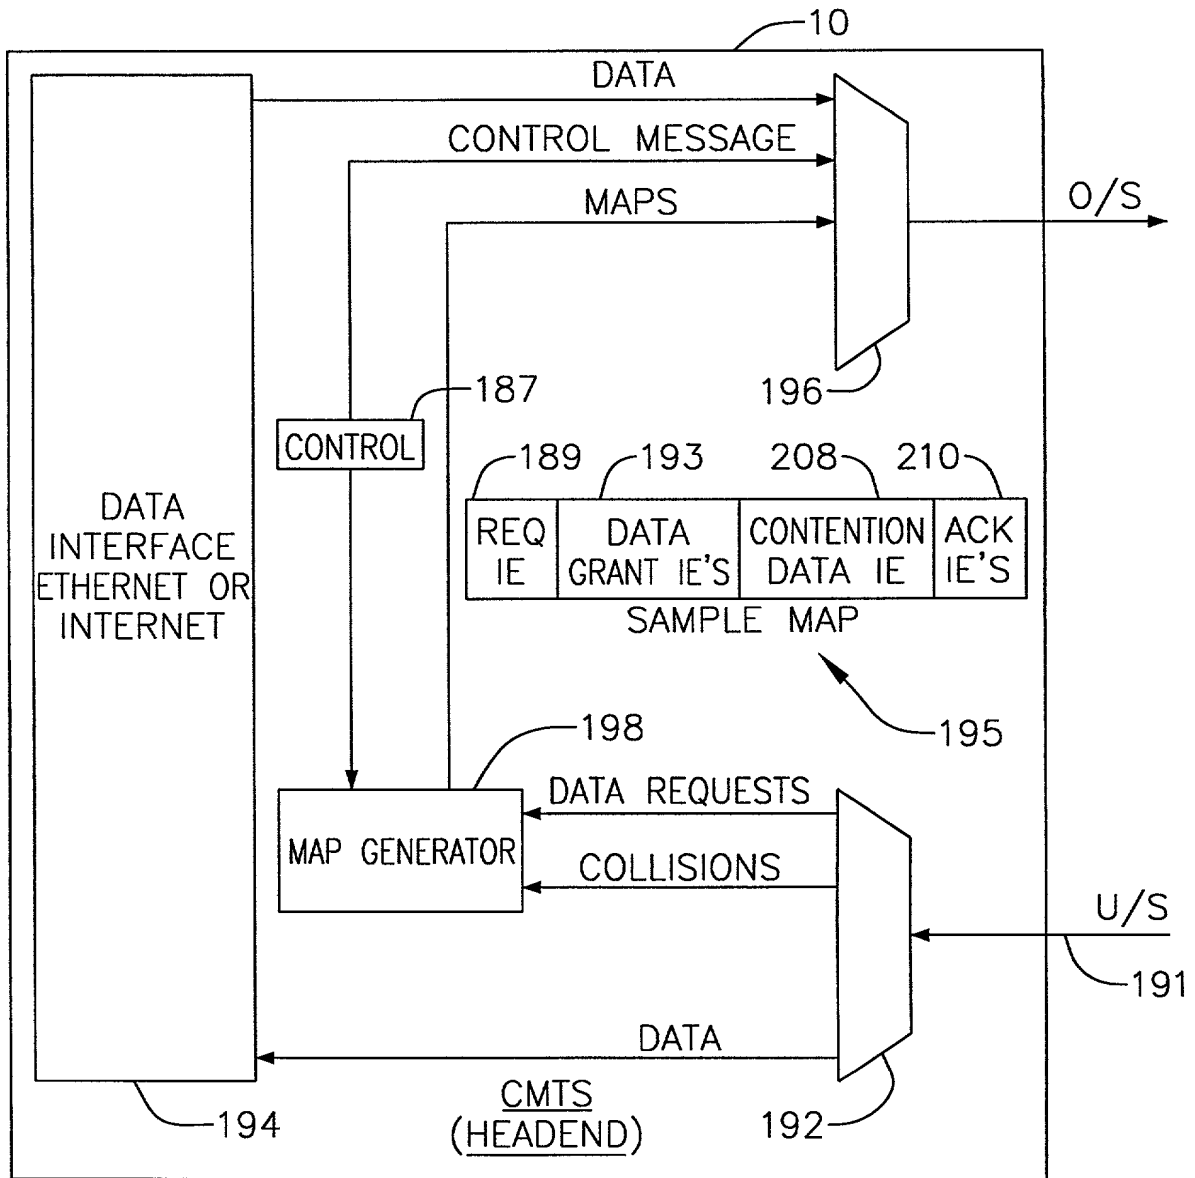 10
DATA
CONTROL MESSAGE
MAPS
O/S
196
187
CONTROL
189
193
208
210
DATA
INTERFACE
ETHERNET OR
INTERNET
REQ
IE
DATA
GRANT IE'S
CONTENTION
DATA IE
ACK
IE'S
SAMPLE MAP
195
198
MAP GENERATOR
DATA REQUESTS
COLLISIONS
U/S
191
DATA
194
CMTS
(HEADEND)
192